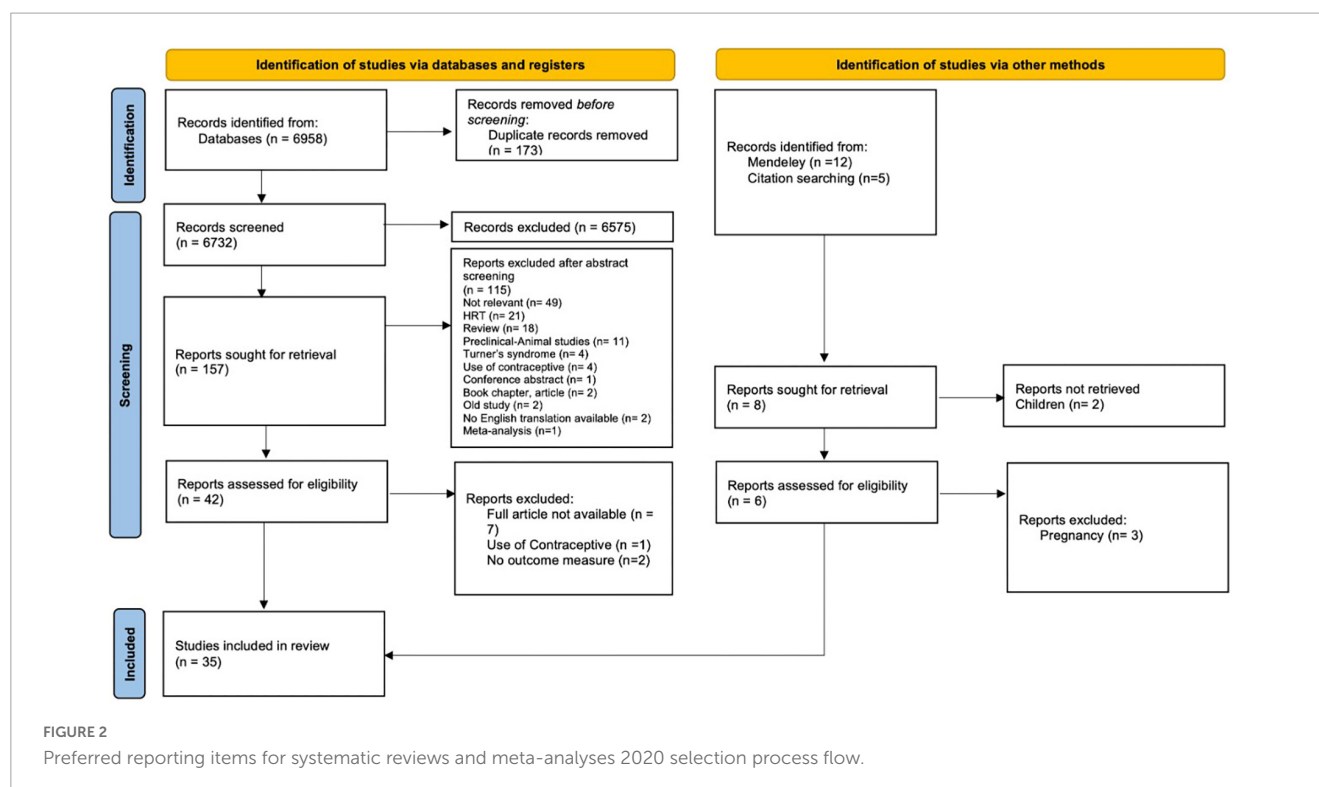 Identification of studies via databases and registers
Identification of studies via other methods
Identification
Records identified from:
Databases (n = 6958)
Records removed before
screening:
Duplicate records removed
(n = 173)
Records identified from:
Mendeley (n =12)
Citation searching (n=5)
Screening
Records screened
(n = 6732)
Records excluded (n = 6575)
Reports sought for retrieval
(n = 157)
Reports excluded after abstract
screening
(n = 115)
Not relevant (n= 49)
HRT (n= 21)
Review (n= 18)
Preclinical-Animal studies (n= 11)
Turner's syndrome (n= 4)
Use of contraceptive (n= 4)
Conference abstract (n= 1)
Book chapter, article (n= 2)
Old study (n= 2)
No English translation available (n= 2)
Meta-analysis (n=1)
Reports sought for retrieval
(n = 8)
Reports not retrieved
Children (n= 2)
Reports assessed for eligibility
(n = 42)
Reports excluded:
Full article not available (n =
7)
Use of Contraceptive (n =1)
No outcome measure (n=2)
Reports assessed for eligibility
(n = 6)
Reports excluded:
Pregnancy (n= 3)
Included
Studies included in review
(n = 35)
FIGURE 2
Preferred reporting items for systematic reviews and meta-analyses 2020 selection process flow.